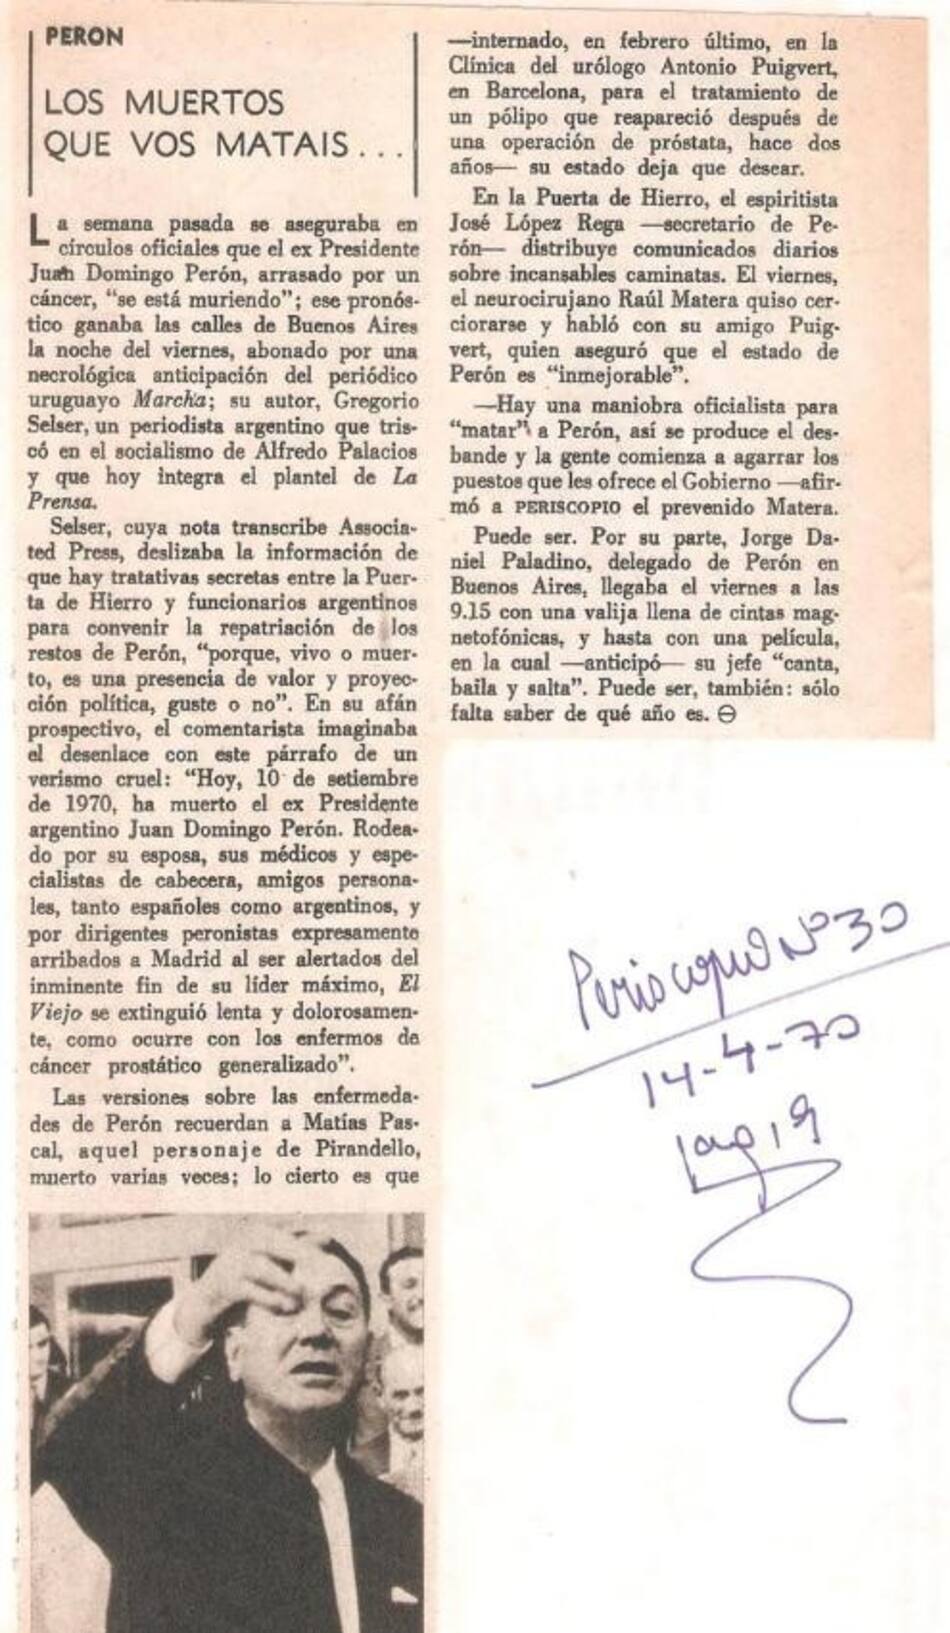 PERON
LOS MUERTOS
QUE VOS MATAIS...
La semana pasada se aseguraba en
círculos oficiales que el ex Presidente
Juan Domingo Perón, arrasado por un
cáncer, "se está muriendo"; ese pronós-
tico ganaba las calles de Buenos Aires
la noche del viernes, abonado por una
necrológica anticipación del periódico
uruguayo Marcha; su autor, Gregorio
Selser, un periodista argentino que tris-
có en el socialismo de Alfredo Palacios
y que hoy integra el plantel de La
Prensa.
Selser, cuya nota transcribe Associa-
ted Press, deslizaba la información de
que hay tratativas secretas entre la Puer-
ta de Hierro y funcionarios argentinos
para convenir la repatriación de los
restos de Perón, "porque, vivo o muer-
to, es una presencia de valor y proyec-
ción política, guste o no". En su afán
prospectivo, el comentarista imaginaba
el desenlace con este párrafo de un
verismo cruel: "Hoy, 10 de setiembre
de 1970, ha muerto el ex Presidente
argentino Juan Domingo Perón. Rodea-
do por su esposa, sus médicos y espe-
cialistas de cabecera, amigos persona-
les, tanto españoles como argentinos, y
por dirigentes peronistas expresamente
arribados a Madrid al ser alertados del
inminente fin de su líder máximo, El
Viejo se extinguió lenta y dolorosamen-
te, como ocurre con los enfermos de
cáncer prostático generalizado".
Las versiones sobre las enfermeda-
des de Perón recuerdan a Matías Pas-
cal, aquel personaje de Pirandello,
muerto varias veces; lo cierto es que
—internado, en febrero último, en la
Clínica del urólogo Antonio Puigvert,
en Barcelona, para el tratamiento de
un pólipo que reapareció después de
una operación de próstata, hace dos
años— su estado deja que desear.
En la Puerta de Hierro, el espiritista
José López Rega —secretario de Pe-
rón— distribuye comunicados diarios
sobre incansables caminatas. El viernes,
el neurocirujano Raúl Matera quiso cer-
ciorarse y habló con su amigo Puig-
vert, quien aseguró que el estado de
Perón es "inmejorable".
—Hay una maniobra oficialista para
"matar" a Perón, así se produce el des-
bande y la gente comienza a agarrar los
puestos que les ofrece el Gobierno —afir-
mó a PERISCOPIO el prevenido Matera.
Puede ser. Por su parte, Jorge Da-
niel Paladino, delegado de Perón en
Buenos Aires, llegaba el viernes a las
9.15 con una valija llena de cintas mag-
netofónicas, y hasta con una película,
en la cual —anticipó— su jefe "canta,
baila y salta". Puede ser, también: sólo
falta saber de qué año es.
Periscopio Nº 30
14-4-70
pag 19